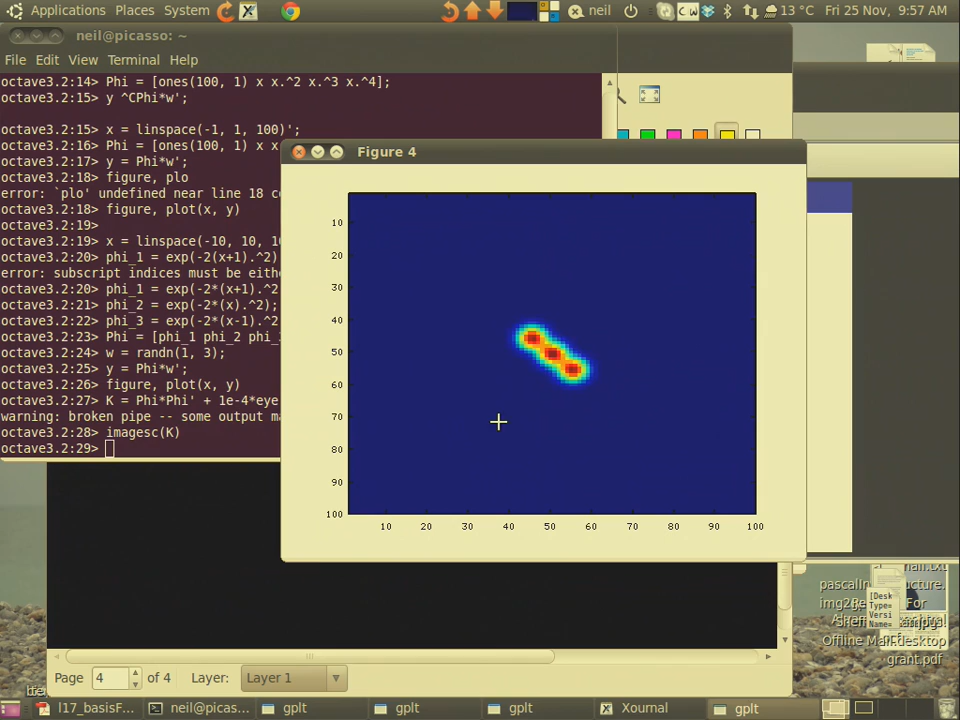 Applications Places System neil 13 °C Fri 25 Nov, 9:57 AM
neil@picasso: ~
File Edit View Terminal Help
octave3.2:14> Phi = [ones(100, 1) x x.^2 x.^3 x.^4];
octave3.2:15> y ^CPhi*w';
octave3.2:15> x = linspace(-1, 1, 100)';
octave3.2:16> Phi = [ones(100, 1) x x
octave3.2:17> y = Phi*w';
octave3.2:18> figure, plo
error: `plo' undefined near line 18 co
octave3.2:18> figure, plot(x, y)
octave3.2:19>
octave3.2:19> x = linspace(-10, 10, 10
octave3.2:20> phi_1 = exp(-2(x+1).^2)
error: subscript indices must be eithe
octave3.2:20> phi_1 = exp(-2*(x+1).^2
octave3.2:21> phi_2 = exp(-2*(x).^2);
octave3.2:22> phi_3 = exp(-2*(x-1).^2
octave3.2:23> Phi = [phi_1 phi_2 phi_
octave3.2:24> w = randn(1, 3);
octave3.2:25> y = Phi*w';
octave3.2:26> figure, plot(x, y)
octave3.2:27> K = Phi*Phi' + 1e-4*eye
warning: broken pipe -- some output ma
octave3.2:28> imagesc(K)
octave3.2:29>
Figure 4
10
20
30
40
50
60
70
80
90
100
10 20 30 40 50 60 70 80 90 100
Offline Mail.desktop
grant.pdf
Page 4 of 4 Layer: Layer 1
l17_basisF... neil@picas... gplt gplt gplt Xournal gplt